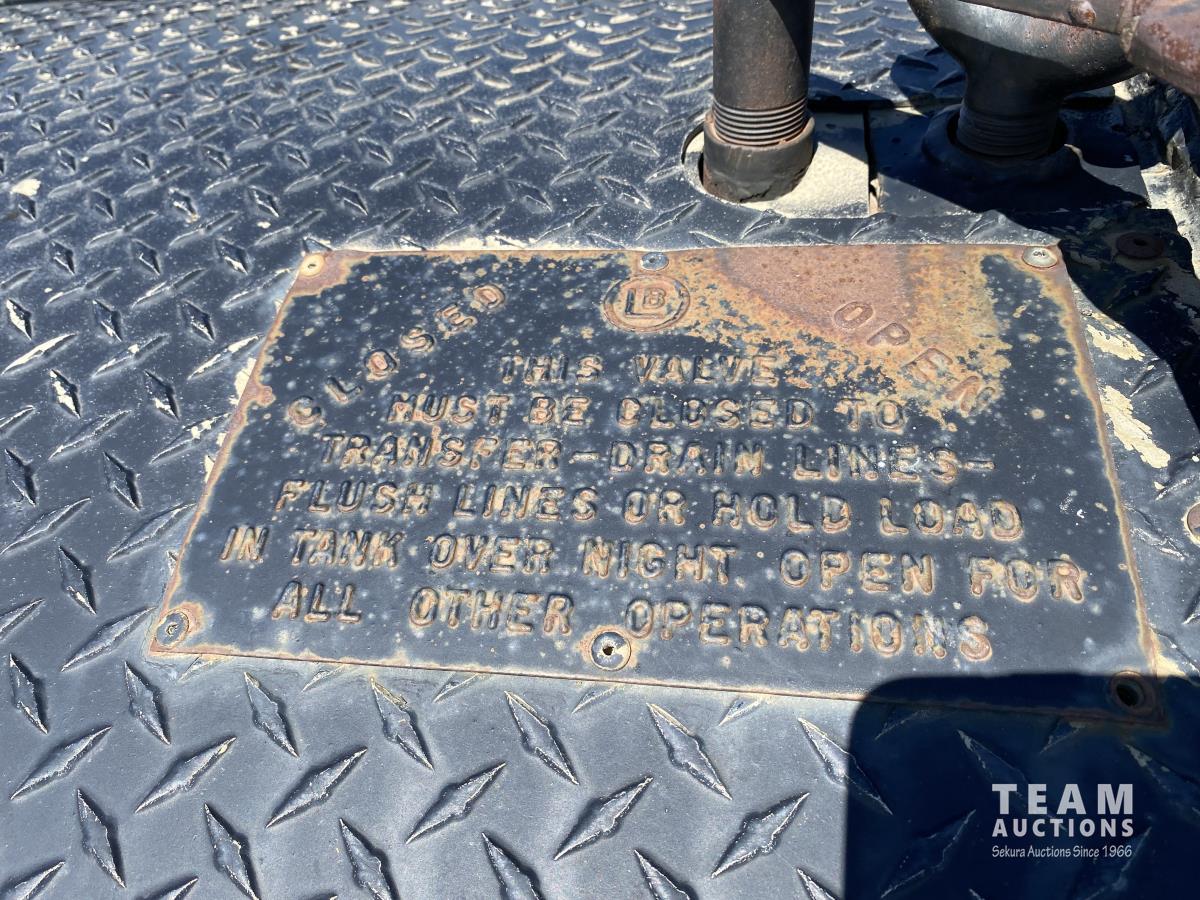 CLOSED
LB
OPEN
THIS VALVE
MUST BE CLOSED TO
TRANSFER-DRAIN LINES-
FLUSH LINES OR HOLD LOAD
IN TANK OVER NIGHT. OPEN FOR
ALL OTHER OPERATIONS
TEAM
AUCTIONS
Sekura Auctions Since 1966